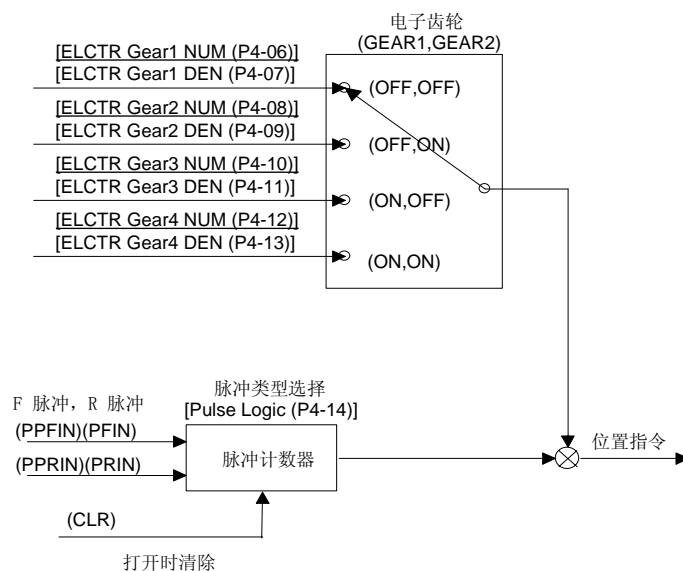 电子齿轮
(GEAR1,GEAR2)
[ELCTR Gear1 NUM (P4-06)]
[ELCTR Gear1 DEN (P4-07)]
(OFF,OFF)
[ELCTR Gear2 NUM (P4-08)]
[ELCTR Gear2 DEN (P4-09)]
(OFF,ON)
[ELCTR Gear3 NUM (P4-10)]
[ELCTR Gear3 DEN (P4-11)]
(ON,OFF)
[ELCTR Gear4 NUM (P4-12)]
[ELCTR Gear4 DEN (P4-13)]
(ON,ON)
脉冲类型选择
[Pulse Logic (P4-14)]
F 脉冲，R 脉冲
(PPFIN)(PFIN)
(PPRIN)(PRIN)
脉冲计数器
位置指令
(CLR)
打开时清除